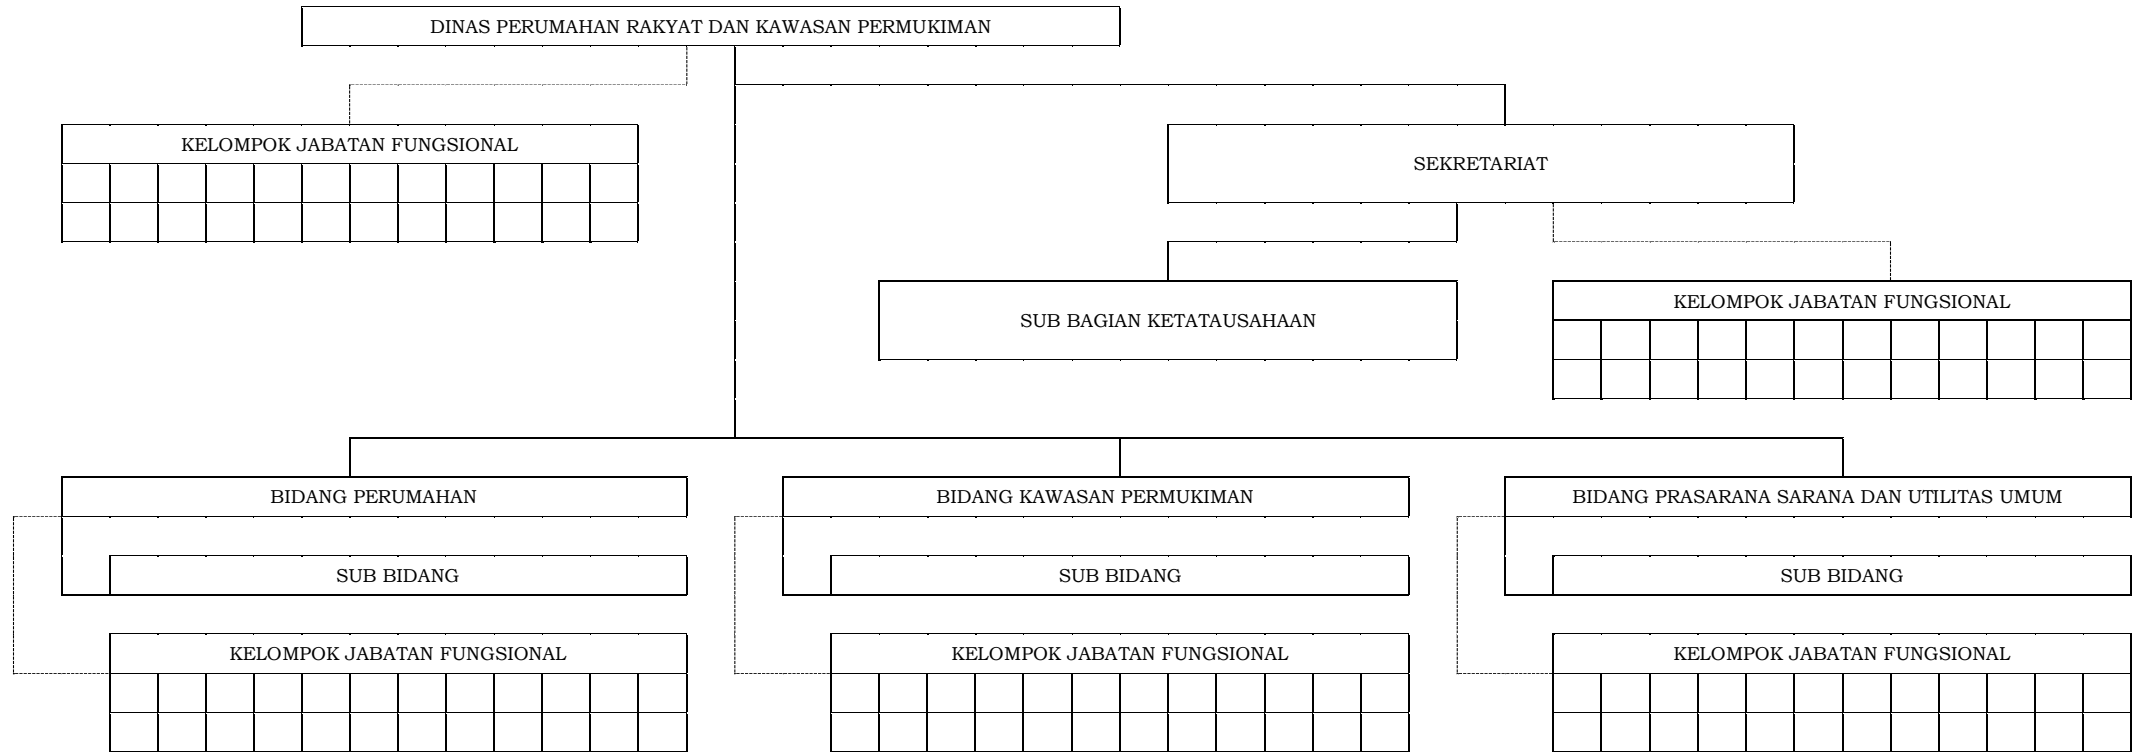 DINAS PERUMAHAN RAKYAT DAN KAWASAN PERMUKIMAN
KELOMPOK JABATAN FUNGSIONAL
SEKRETARIAT
SUB BAGIAN KETATAUSAHAAN
KELOMPOK JABATAN FUNGSIONAL
BIDANG PERUMAHAN
BIDANG KAWASAN PERMUKIMAN
BIDANG PRASARANA SARANA DAN UTILITAS UMUM
SUB BIDANG
SUB BIDANG
SUB BIDANG
KELOMPOK JABATAN FUNGSIONAL
KELOMPOK JABATAN FUNGSIONAL
KELOMPOK JABATAN FUNGSIONAL